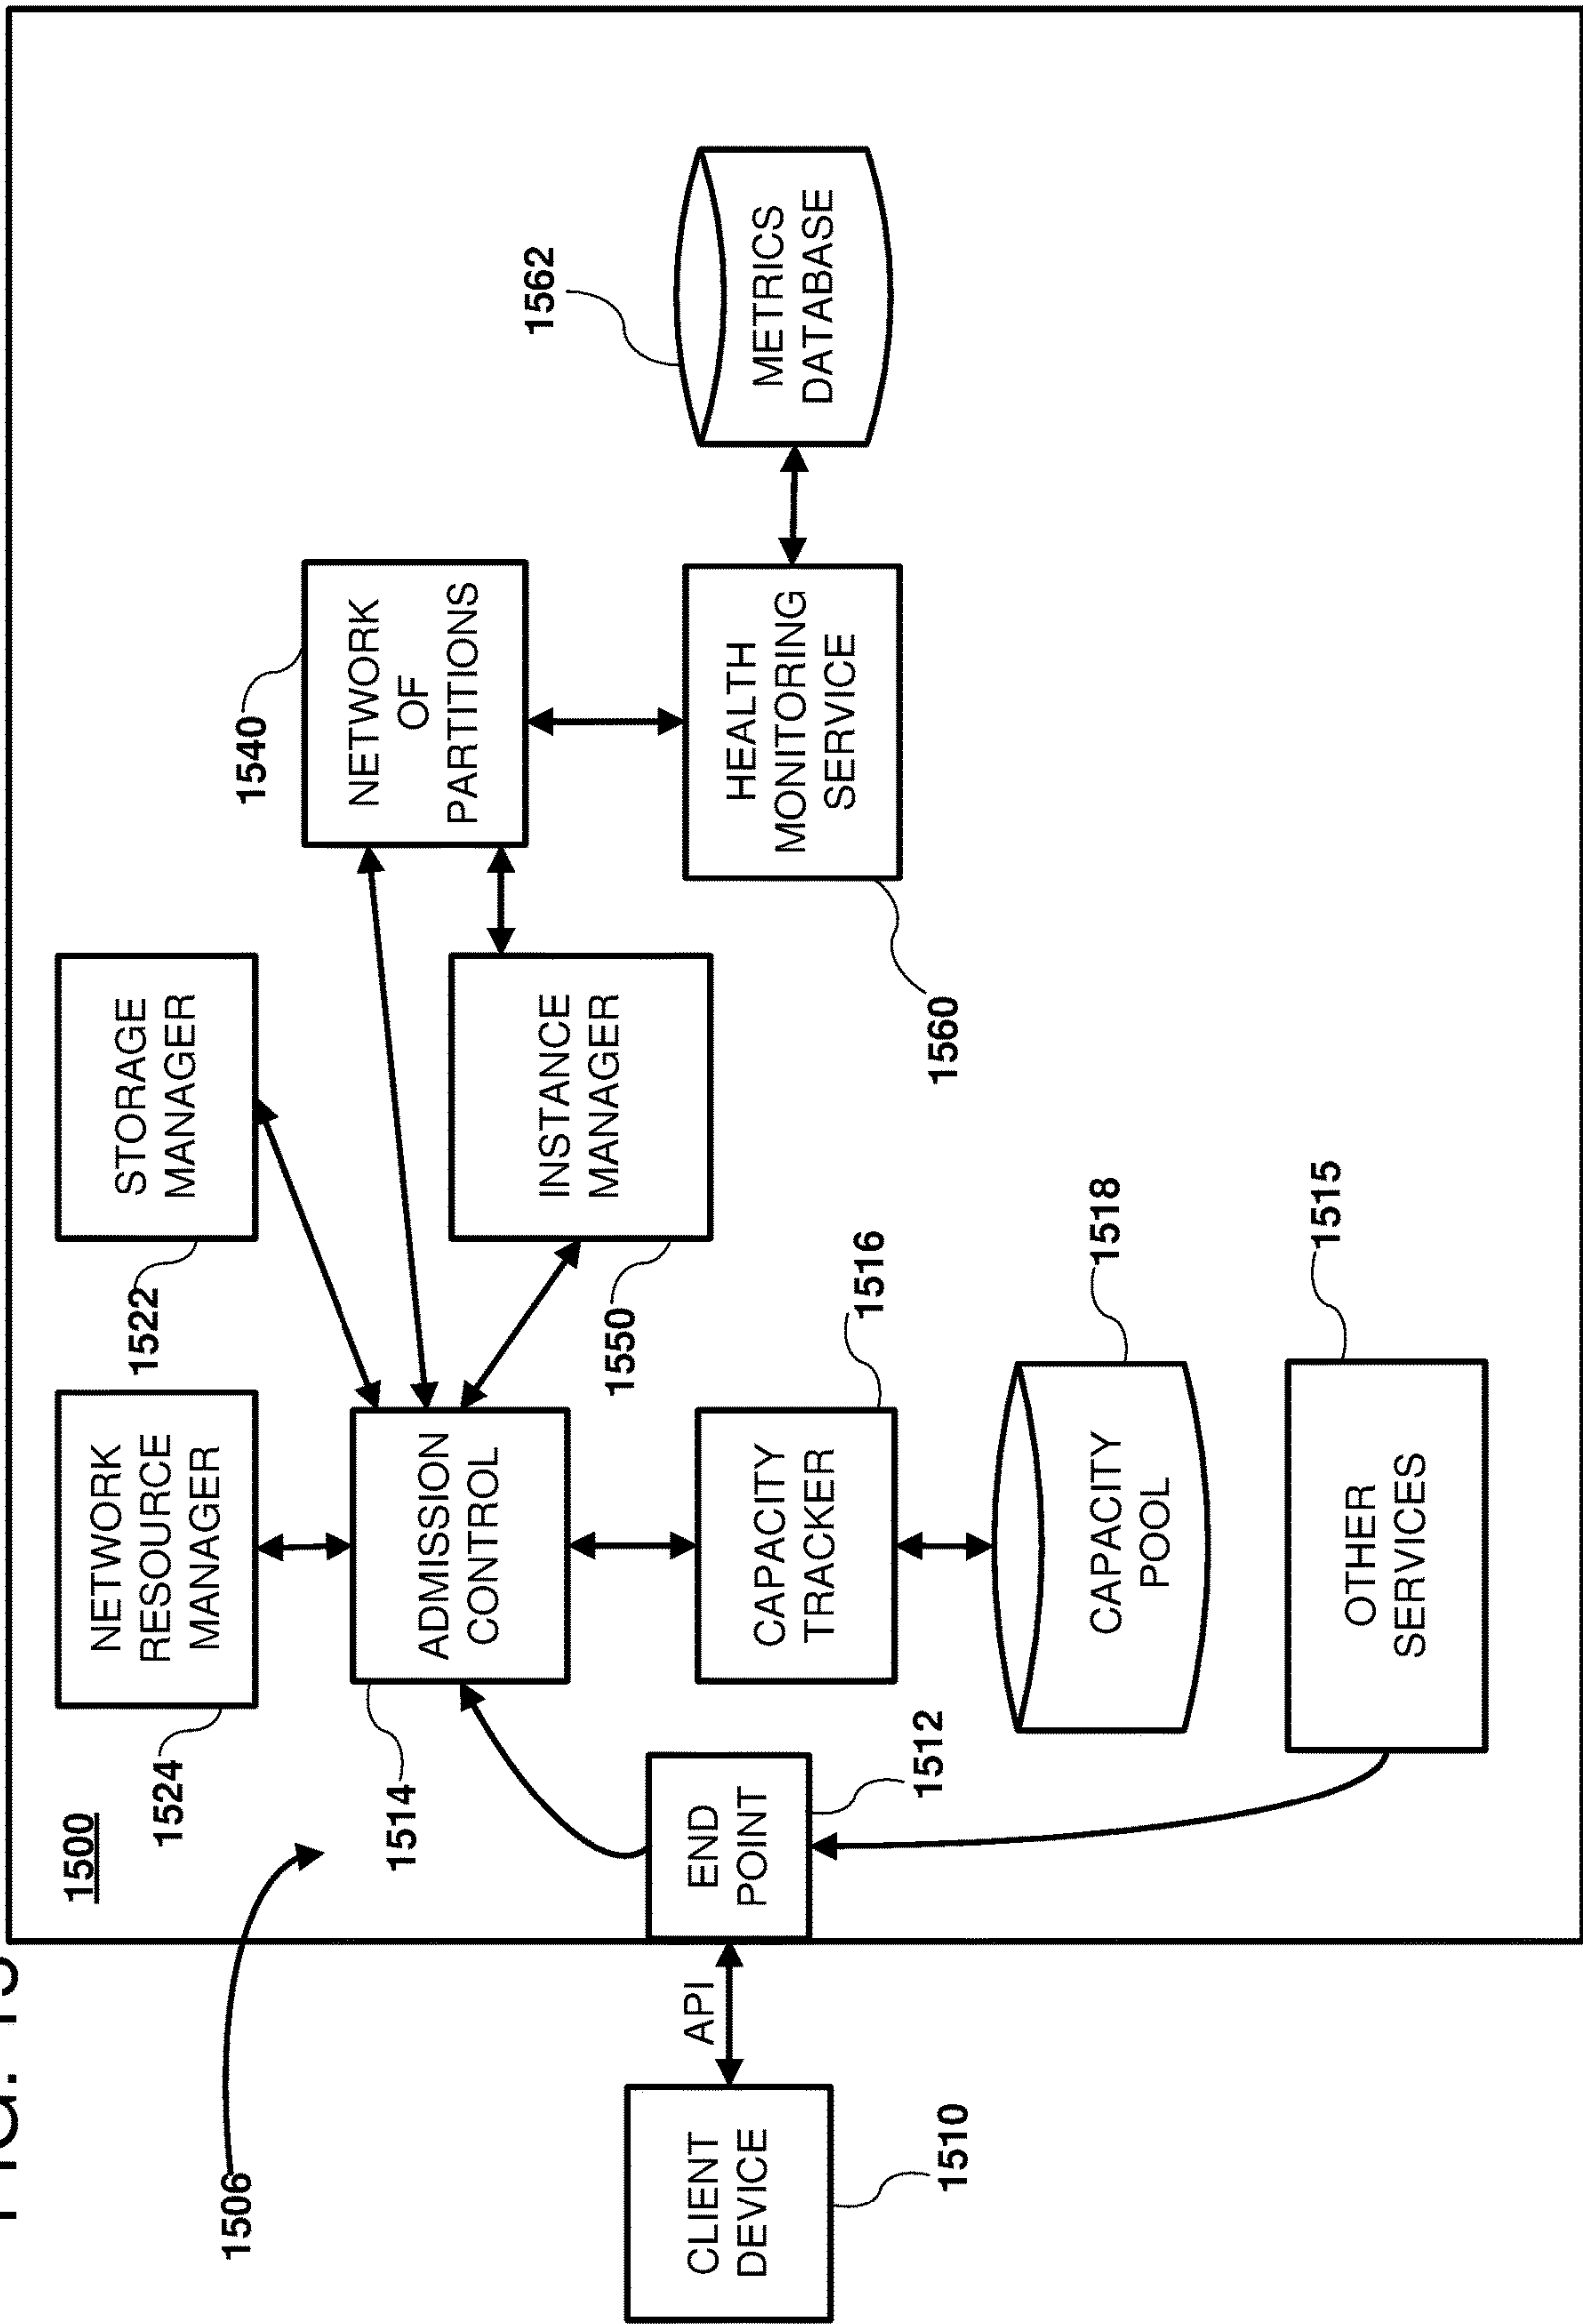 FIG. 15
1500
1506
1524
NETWORK
RESOURCE
MANAGER
1522
STORAGE
MANAGER
1540
NETWORK
OF
PARTITIONS
1514
ADMISSION
CONTROL
1550
INSTANCE
MANAGER
1562
METRICS
DATABASE
CLIENT
DEVICE
1510
API
END
POINT
1512
CAPACITY
TRACKER
1516
HEALTH
MONITORING
SERVICE
1560
CAPACITY
POOL
1518
OTHER
SERVICES
1515